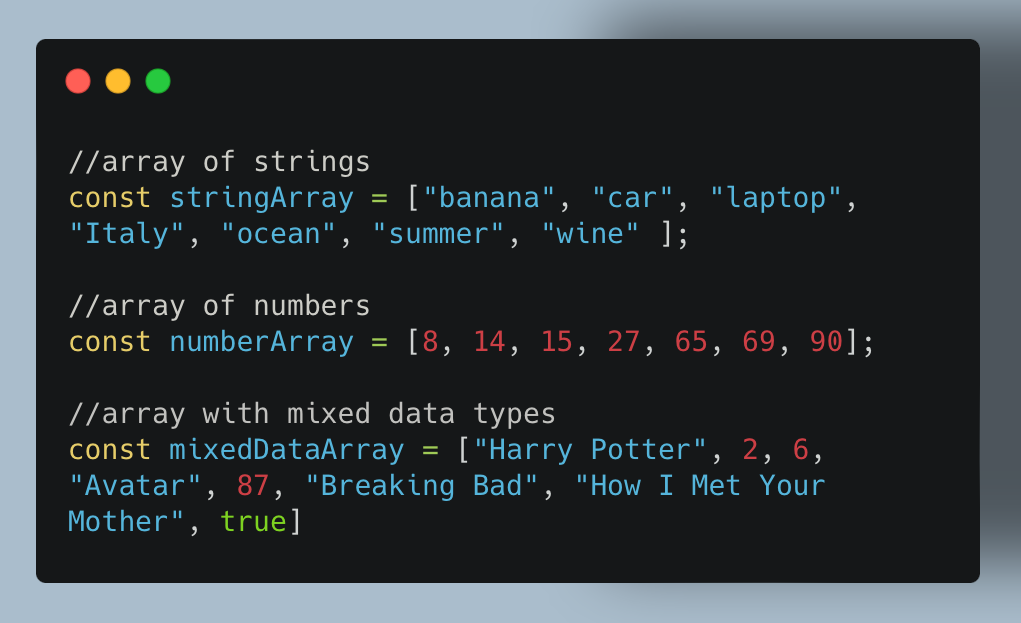 //array of strings
const stringArray = ["banana", "car", "laptop",
"Italy", "ocean", "summer", "wine" ];
//array of numbers
const numberArray = [8, 14, 15, 27, 65, 69, 90];
//array with mixed data types
const mixedDataArray = ["Harry Potter", 2, 6,
"Avatar", 87, "Breaking Bad", "How I Met Your
Mother", true]